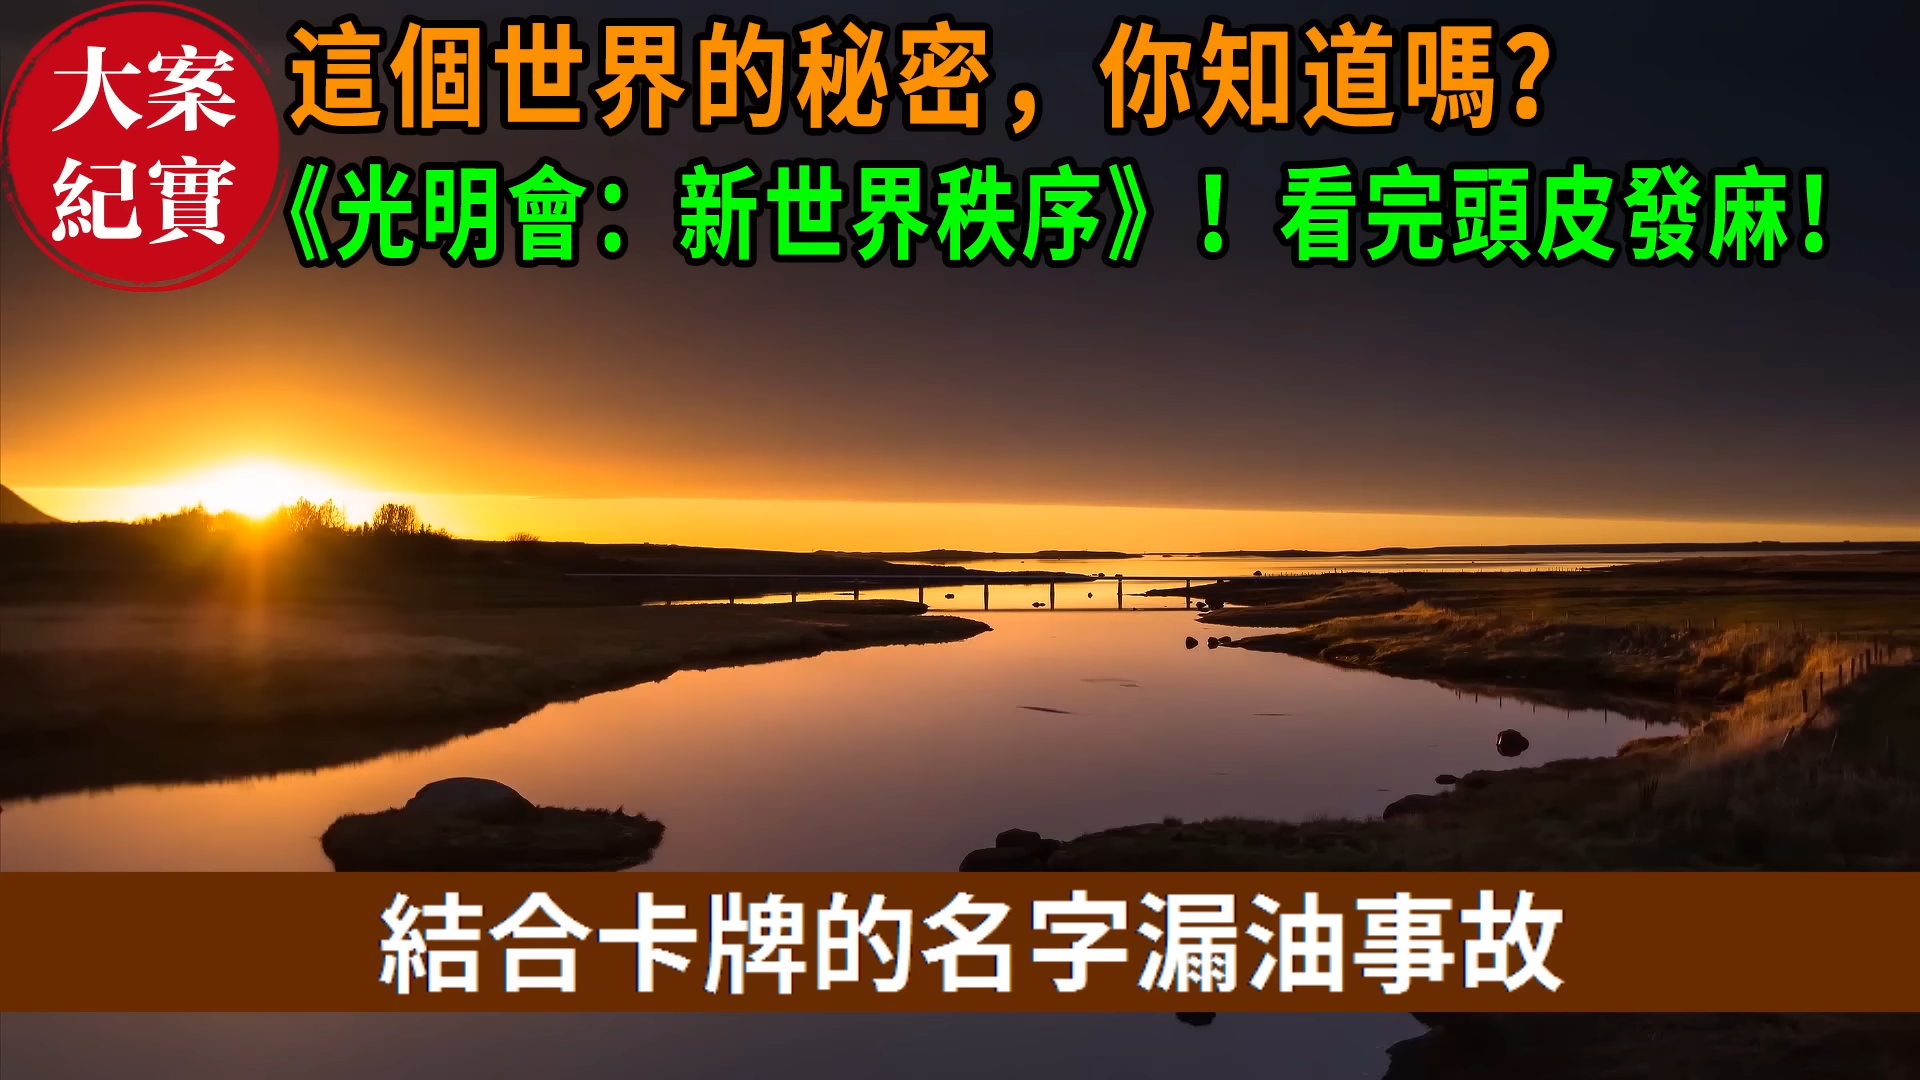 大案
紀實
這個世界的秘密，你知道嗎？
《光明會：新世界秩序》！看完頭皮發麻！
結合卡牌的名字漏油事故